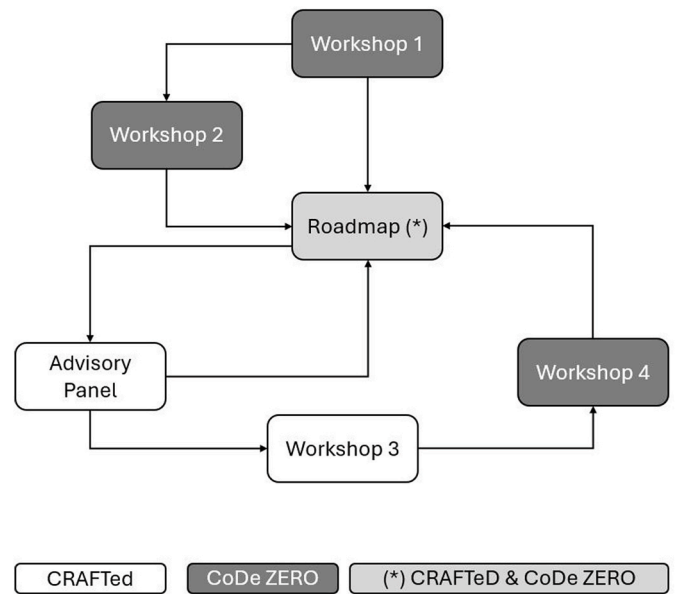 Workshop 1
Workshop 2
Roadmap (*)
Advisory
Panel
Workshop 4
Workshop 3
CRAFTed
CoDe ZERO
(*) CRAFTeD & CoDe ZERO